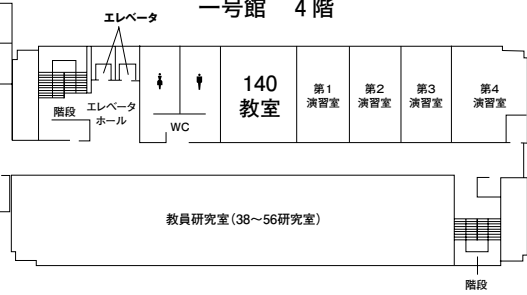 一号館　4階
エレベータ
階段
エレベータ
ホール
WC
140
教室
第1
演習室
第2
演習室
第3
演習室
第4
演習室
教員研究室（38〜56研究室）
階段